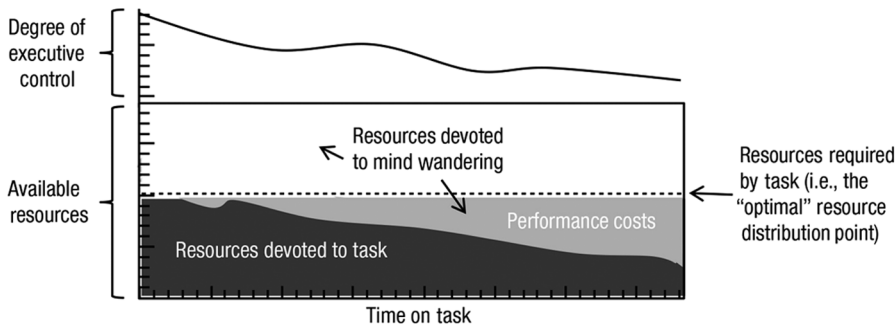 Degree of
executive
control
Available
resources
Resources devoted
to mind wandering
Performance costs
Resources devoted to task
Resources required
by task (i.e., the
“optimal” resource
distribution point)
Time on task